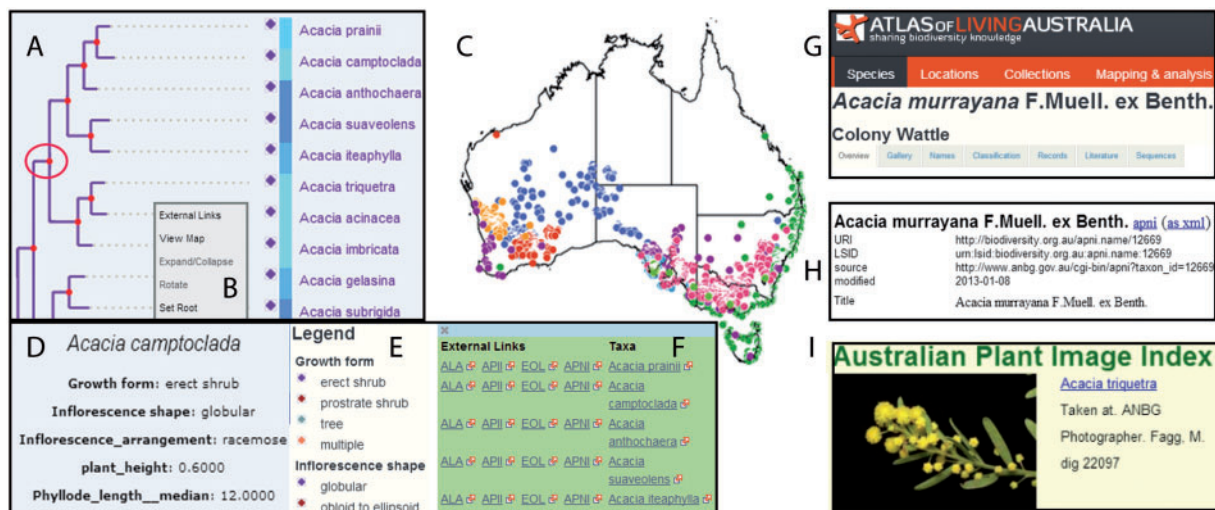 A
Acacia prainii
Acacia camptoclada
Acacia anthochaera
Acacia suaveolens
Acacia iteaphylla
Acacia triquetra
Acacia acinacea
Acacia imbricata
Acacia gelasina
Acacia subrigida
External Links
View Map
Expand/Collapse
Rotate
Set Root
B
C
D
Acacia camptoclada
Growth form: erect shrub
Inflorescence shape: globular
Inflorescence_arrangement: racemose
plant_height: 0.6000
Phyllode_length__median: 12.0000
Legend
E
Growth form
erect shrub
prostrate shrub
tree
multiple
Inflorescence shape
globular
obloid to ellipsoid
F
External Links Taxa
ALA APII EOL APNI Acacia prainii
ALA APII EOL APNI Acacia
camptoclada
ALA APII EOL APNI Acacia
anthochaera
ALA APII EOL APNI Acacia
suaveolens
ALA APII EOL APNI Acacia iteaphylla
G
ATLAS OF LIVING AUSTRALIA
sharing biodiversity knowledge
Species Locations Collections Mapping & analysis
Acacia murrayana F.Muell. ex Benth.
Colony Wattle
Overview Gallery Names Classification Records Literature Sequences
H
Acacia murrayana F.Muell. ex Benth. apni (as xml)
URI http://biodiversity.org.au/apni.name/12669
LSID urn:lsid:biodiversity.org.au:apni.name:12669
source http://www.anbg.gov.au/cgi-bin/apni?taxon_id=12669
modified 2013-01-08
Title Acacia murrayana F.Muell. ex Benth.
I
Australian Plant Image Index
Acacia triquetra
Taken at. ANBG
Photographer. Fagg, M.
dig 22097